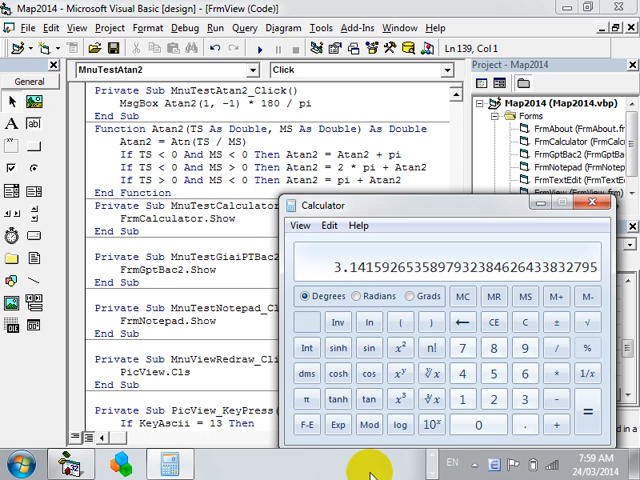 Map2014 - Microsoft Visual Basic [design] - [FrmView (Code)]
File Edit View Project Format Debug Run Query Diagram Tools Add-Ins Window Help
Ln 139, Col 1
General
MnuTestAtan2
Click
Private Sub MnuTestAtan2_Click()
MsgBox Atan2(1, -1) * 180 / pi
End Sub
Function Atan2(TS As Double, MS As Double) As Double
Atan2 = Atn(TS / MS)
If TS < 0 And MS < 0 Then Atan2 = Atan2 + pi
If TS < 0 And MS > 0 Then Atan2 = 2 * pi + Atan2
If TS > 0 And MS < 0 Then Atan2 = pi + Atan2
End Function
Private Sub MnuTestCalculator
FrmCalculator.Show
End Sub
Private Sub MnuTestGiaiPTBac2
FrmGptBac2.Show
End Sub
Private Sub MnuTestNotepad_Cl
FrmNotepad.Show
End Sub
Private Sub MnuViewRedraw_Cli
PicView.Cls
End Sub
Private Sub PicView_KeyPress(
If KeyAscii = 13 Then
Project - Map2014
Map2014 (Map2014.vbp)
Forms
FrmAbout (FrmAbout.
FrmCalculator (FrmCal
FrmGptBac2 (FrmGptB
FrmNotepad (FrmNote
FrmTextEdit (FrmTextE
Calculator
View Edit Help
3.1415926535897932384626433832795
Degrees Radians Grads MC MR MS M+ M-
Inv ln ( ) ← CE C ± √
Int sinh sin x² n! 7 8 9 / %
dms cosh cos xʸ ʸ√x 4 5 6 * 1/x
π tanh tan x³ ³√x 1 2 3 - =
F-E Exp Mod log 10ˣ 0 . +
EN
7:59 AM
24/03/2014